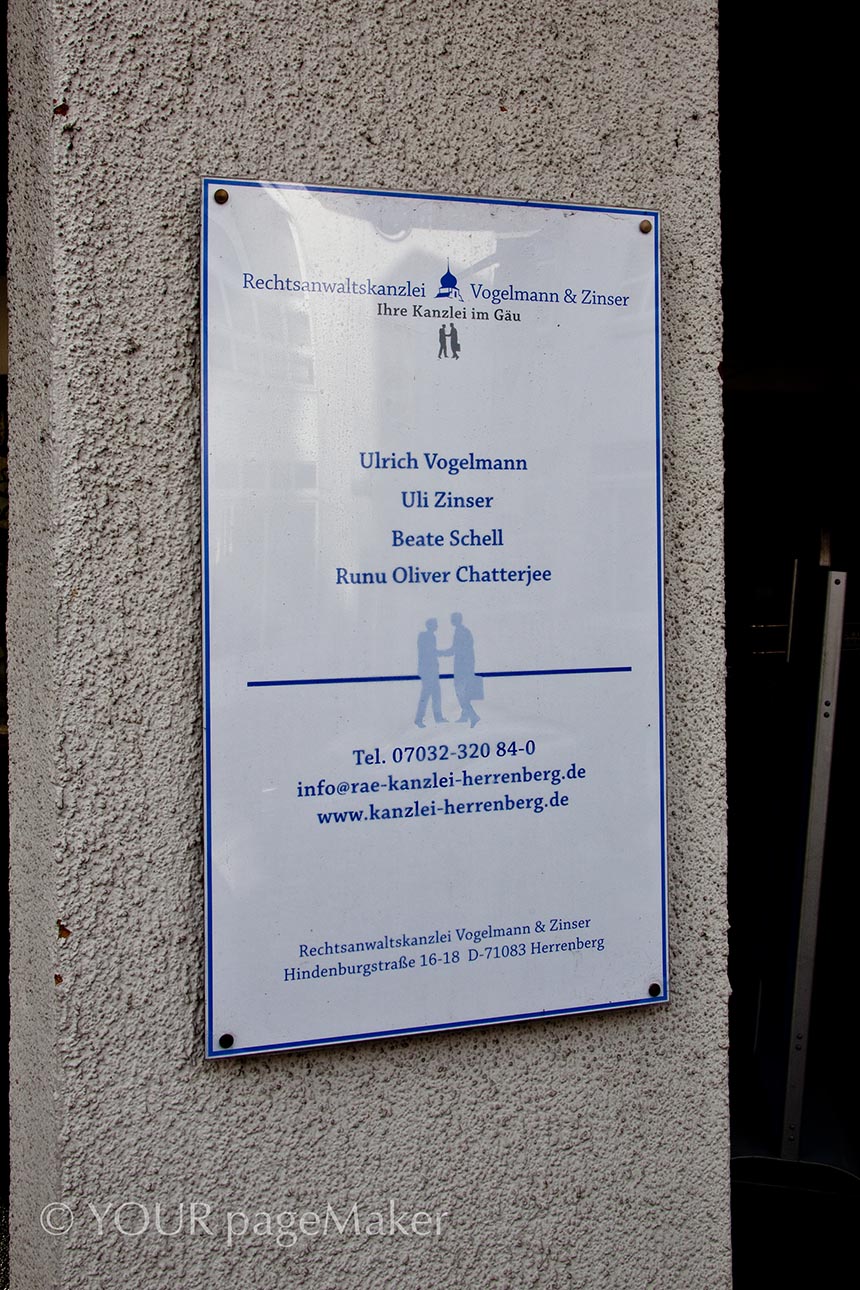 Rechtsanwaltskanzlei Vogelmann & Zinser
Ihre Kanzlei im Gäu
Ulrich Vogelmann
Uli Zinser
Beate Schell
Runu Oliver Chatterjee
Tel. 07032-320 84-0
info@rae-kanzlei-herrenberg.de
www.kanzlei-herrenberg.de
Rechtsanwaltskanzlei Vogelmann & Zinser
Hindenburgstraße 16-18 D-71083 Herrenberg
© YOUR pageMaker